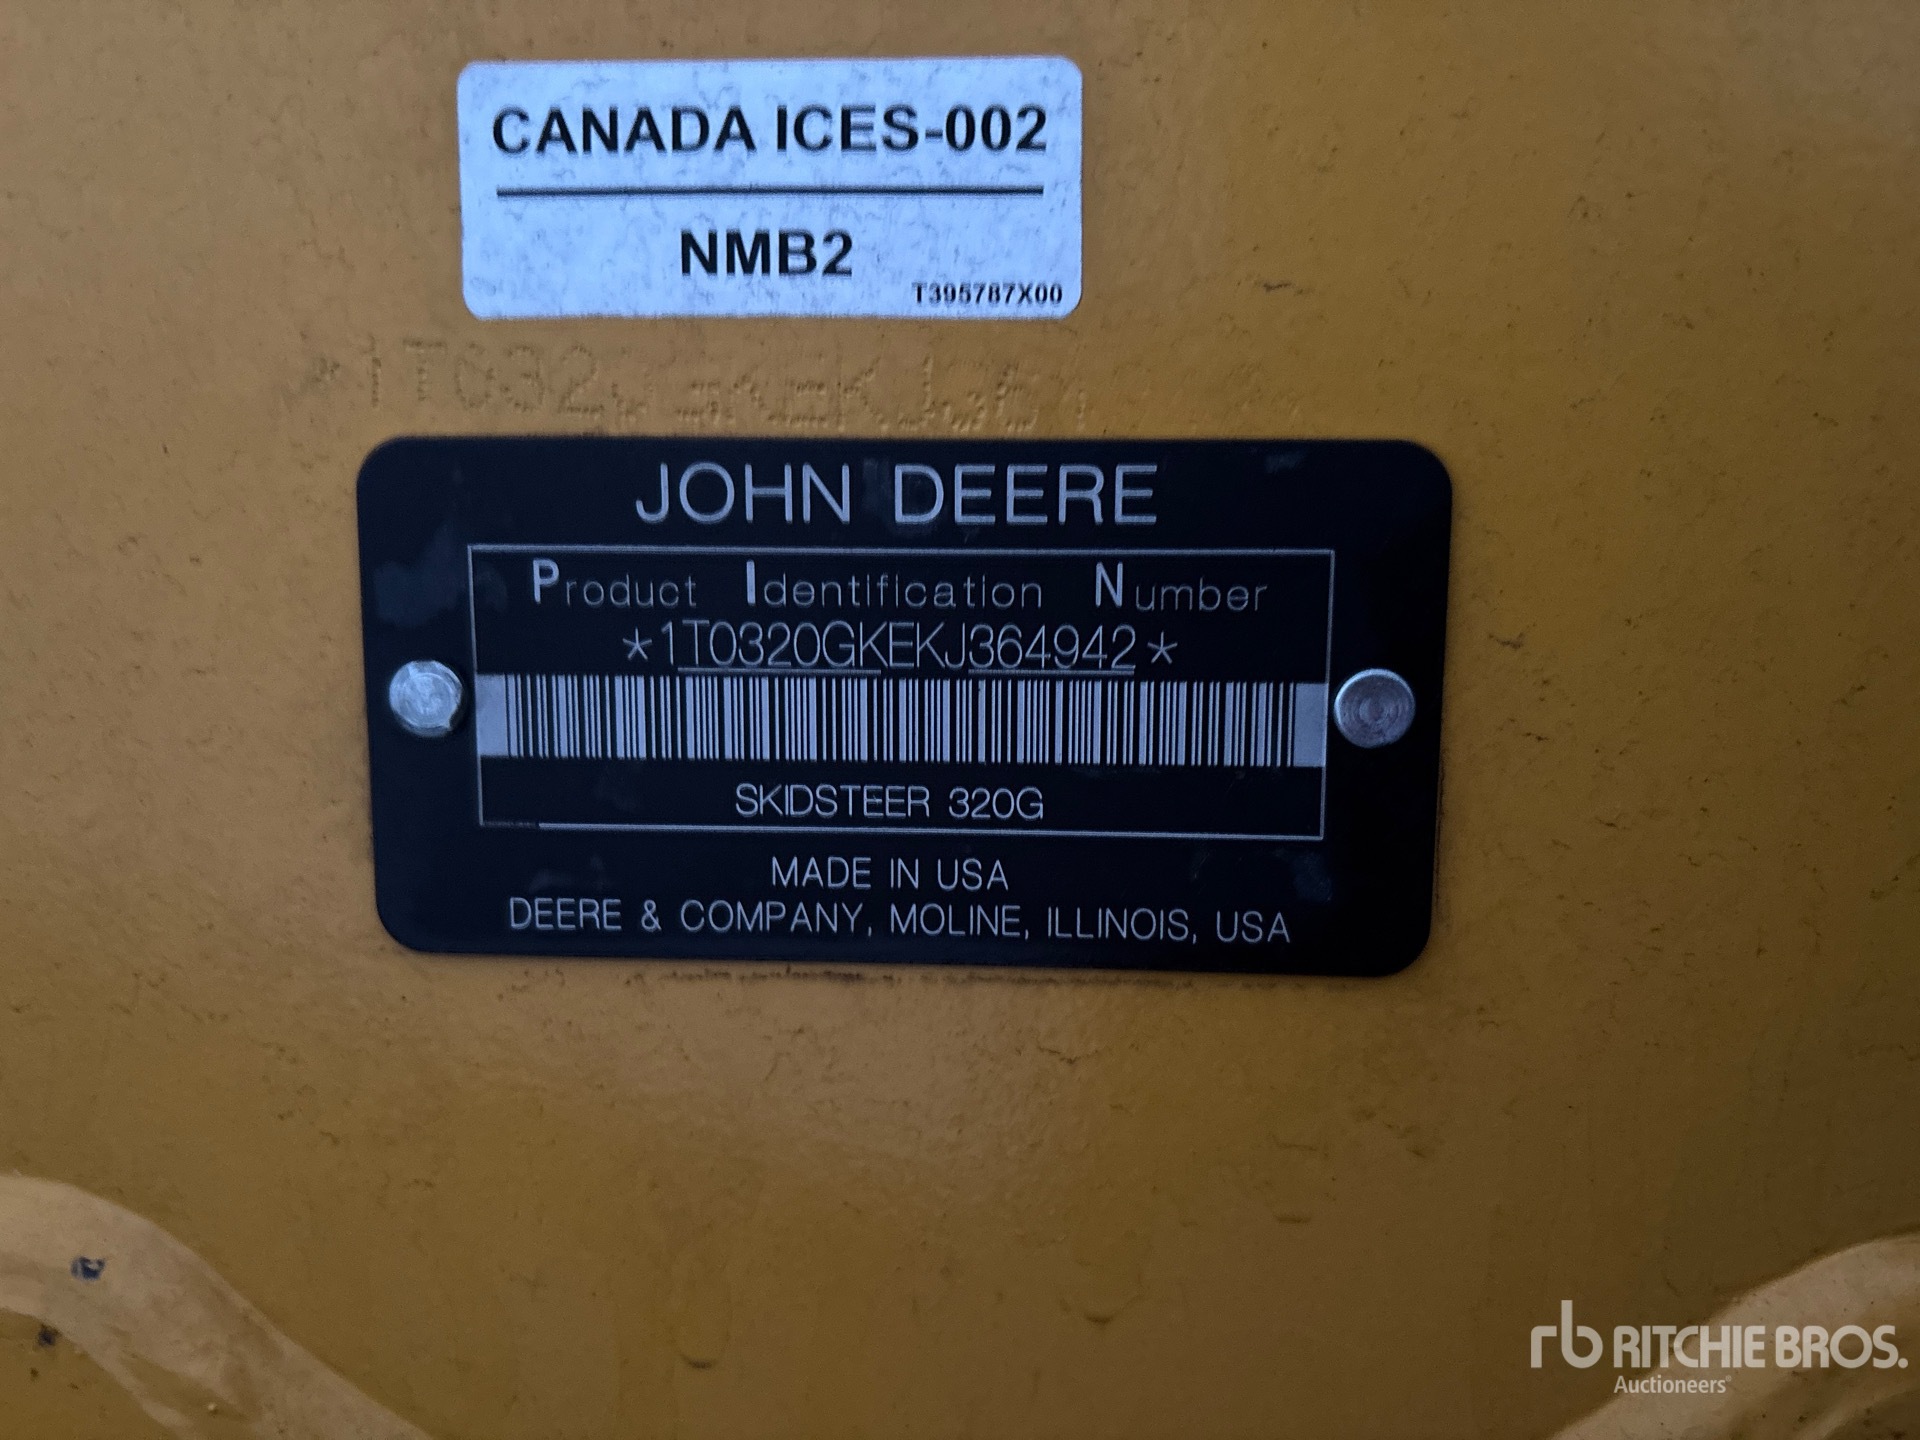 CANADA ICES-002
NMB2
T395787X00
JOHN DEERE
Product Identification Number
*1T0320GKEKJ364942*
SKIDSTEER 320G
MADE IN USA
DEERE & COMPANY, MOLINE, ILLINOIS, USA
rb RITCHIE BROS.
Auctioneers